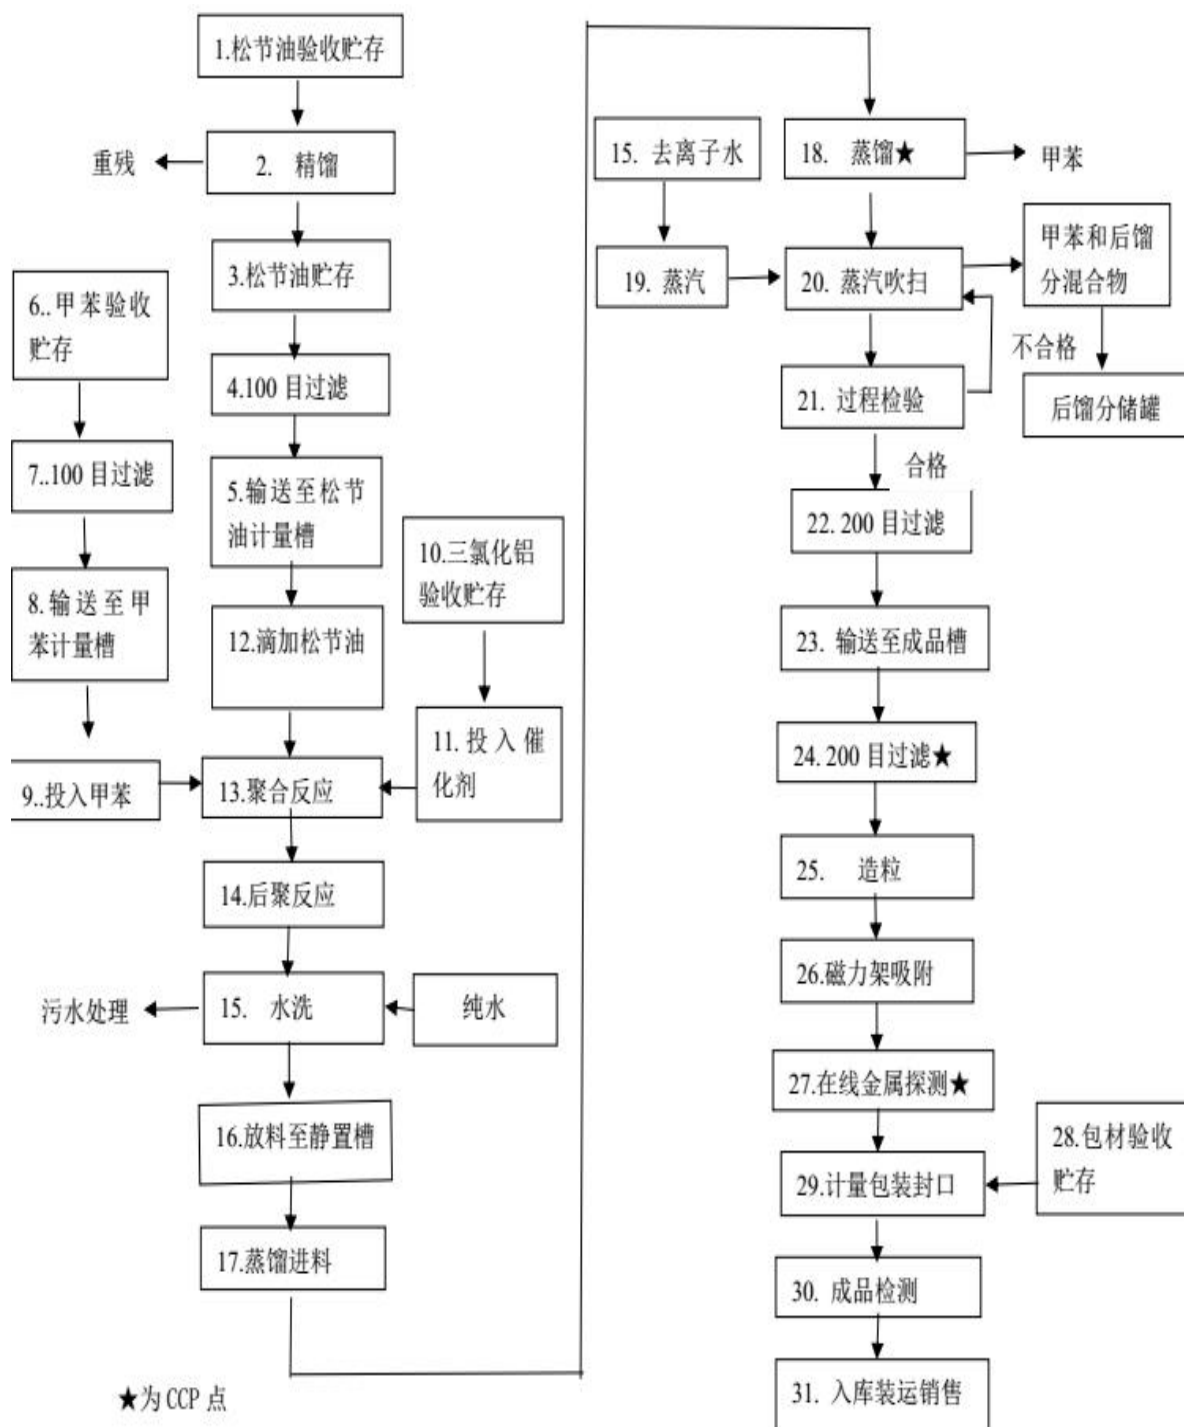 1.松节油验收贮存
重残
2. 精馏
3.松节油贮存
6..甲苯验收
贮存
4.100 目过滤
7..100 目过滤
5.输送至松节
油计量槽
10.三氯化铝
验收贮存
8.输送至甲
苯计量槽
12.滴加松节油
11.投入催
化剂
9..投入甲苯
13.聚合反应
14.后聚反应
污水处理
15. 水洗
纯水
16.放料至静置槽
17.蒸馏进料
★为 CCP 点
15. 去离子水
18. 蒸馏★
甲苯
19. 蒸汽
20. 蒸汽吹扫
甲苯和后馏
分混合物
不合格
21. 过程检验
后馏分储罐
合格
22. 200 目过滤
23. 输送至成品槽
24. 200 目过滤★
25. 造粒
26.磁力架吸附
27.在线金属探测★
28.包材验收
贮存
29.计量包装封口
30. 成品检测
31. 入库装运销售